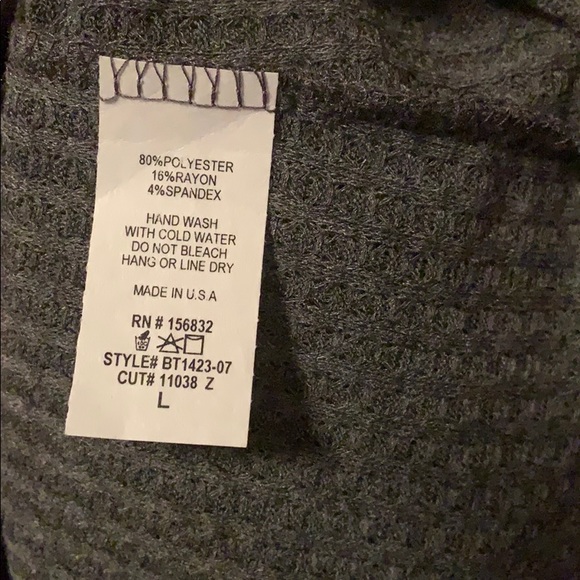 80%POLYESTER
16%RAYON
4%SPANDEX
HAND WASH
WITH COLD WATER
DO NOT BLEACH
HANG OR LINE DRY
MADE IN U.S.A
RN # 156832
STYLE# BT1423-07
CUT# 11038 Z
L